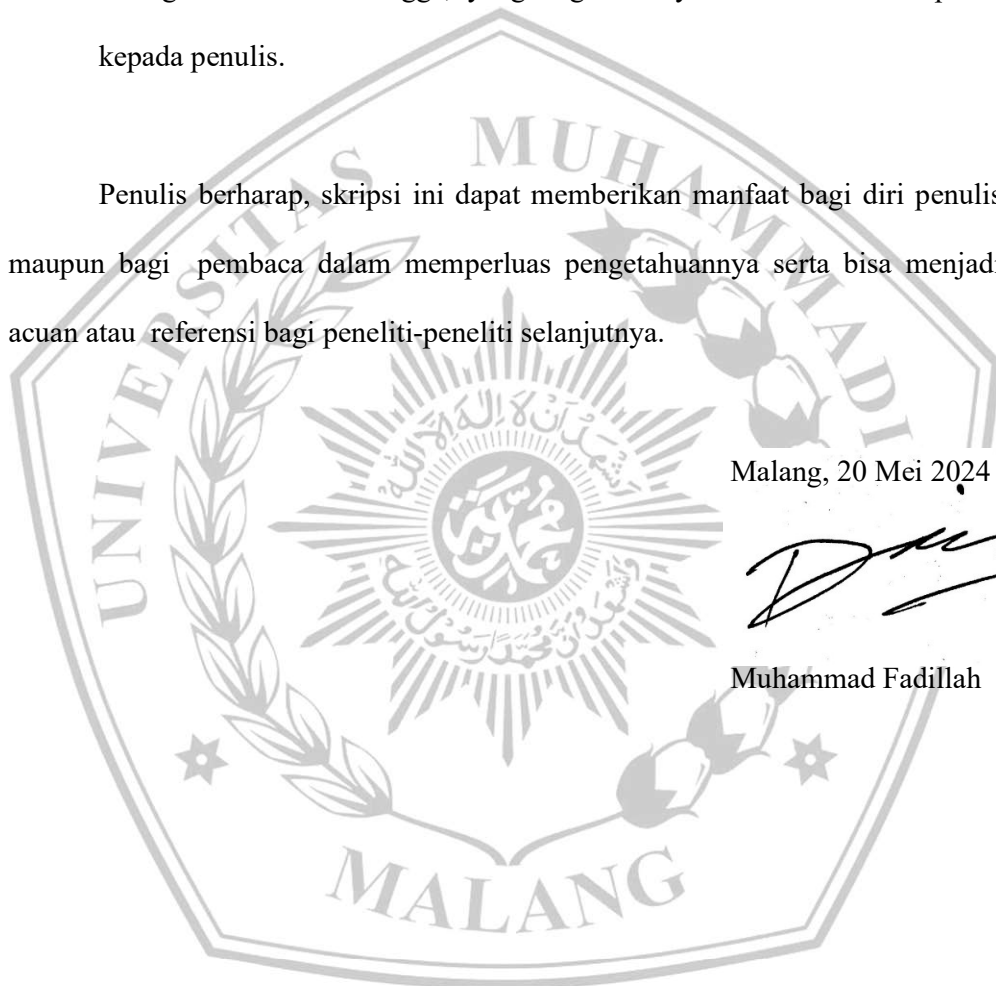 kepada penulis.
Penulis berharap, skripsi ini dapat memberikan manfaat bagi diri penulis
maupun bagi pembaca dalam memperluas pengetahuannya serta bisa menjadi
acuan atau referensi bagi peneliti-peneliti selanjutnya.
Malang, 20 Mei 2024
Muhammad Fadillah
UNIVERSITAS MUHAMMADIYAH
MALANG